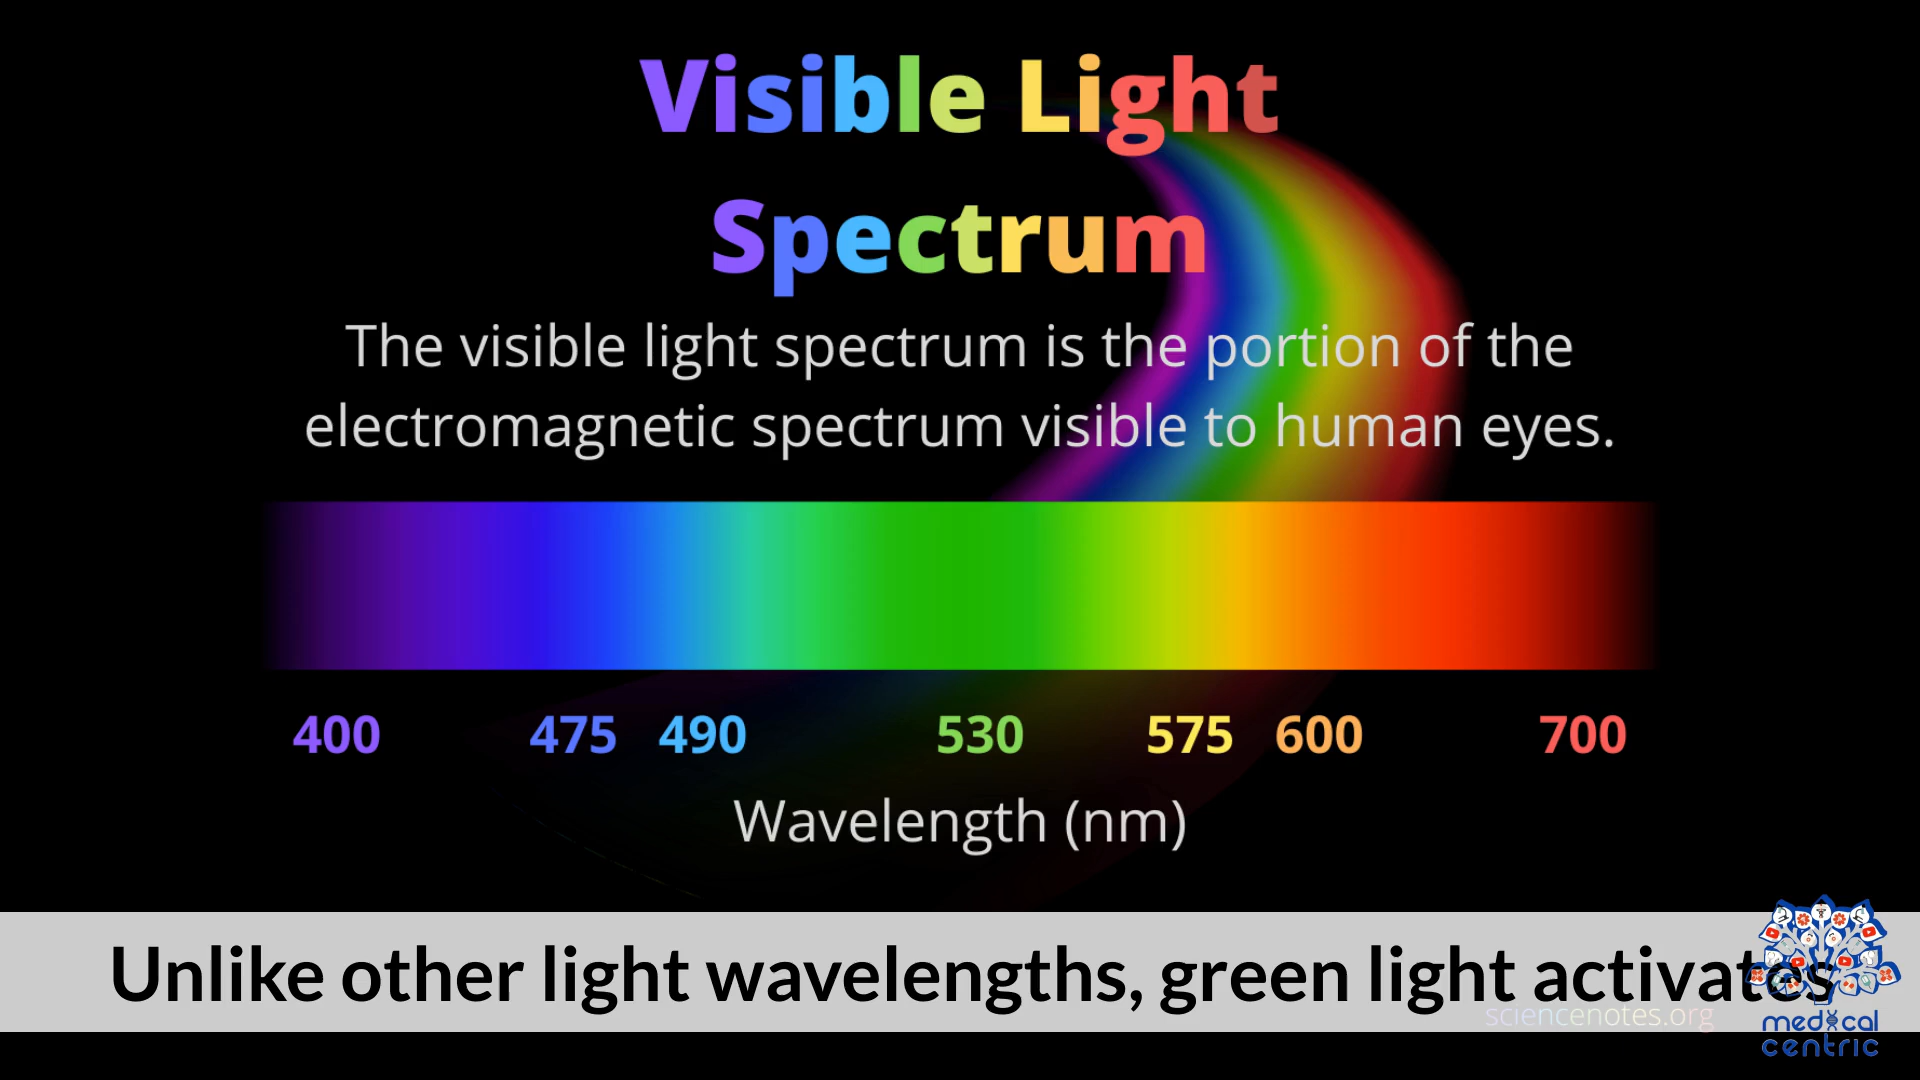 Visible Light
Spectrum
The visible light spectrum is the portion of the
electromagnetic spectrum visible to human eyes.
400 475 490 530 575 600 700
Wavelength (nm)
Unlike other light wavelengths, green light activates
sciencenotes.org
medical
centric